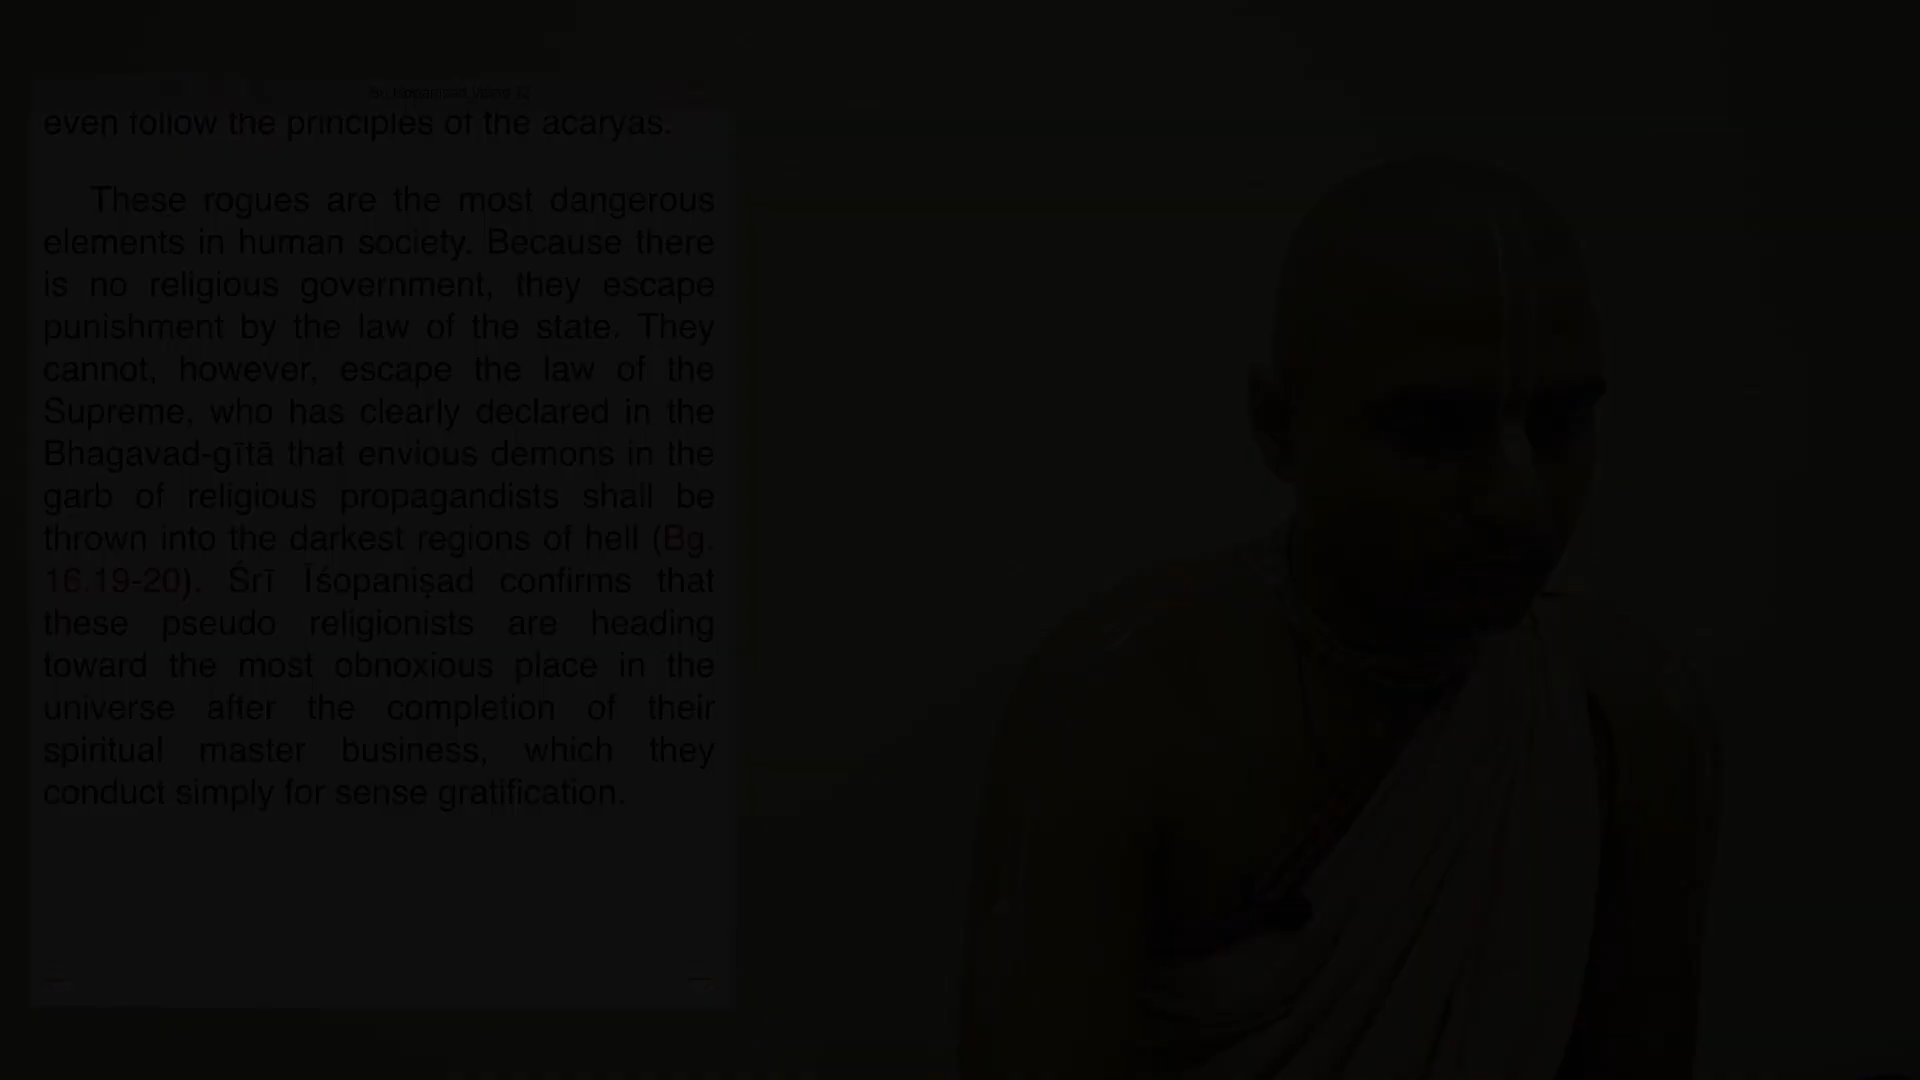 even follow the principles of the acaryas.
These rogues are the most dangerous
elements in human society. Because there
is no religious government, they escape
punishment by the law of the state. They
cannot, however, escape the law of the
Supreme, who has clearly declared in the
Bhagavad-gītā that envious demons in the
garb of religious propagandists shall be
thrown into the darkest regions of hell (Bg.
16.19-20). Śrī Īśopaniṣad confirms that
these pseudo religionists are heading
toward the most obnoxious place in the
universe after the completion of their
spiritual master business, which they
conduct simply for sense gratification.